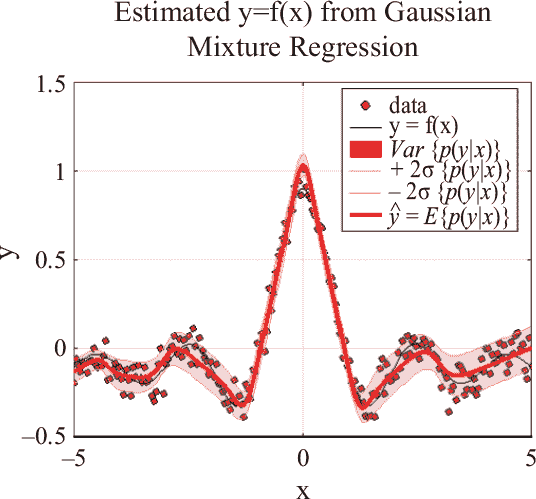 Estimated y=f(x) from Gaussian
Mixture Regression
1.5
1
0.5
0
–0.5
y
data
y = f(x)
Var {p(y|x)}
+ 2σ {p(y|x)}
– 2σ {p(y|x)}
ŷ = E{p(y|x)}
–5
0
5
x